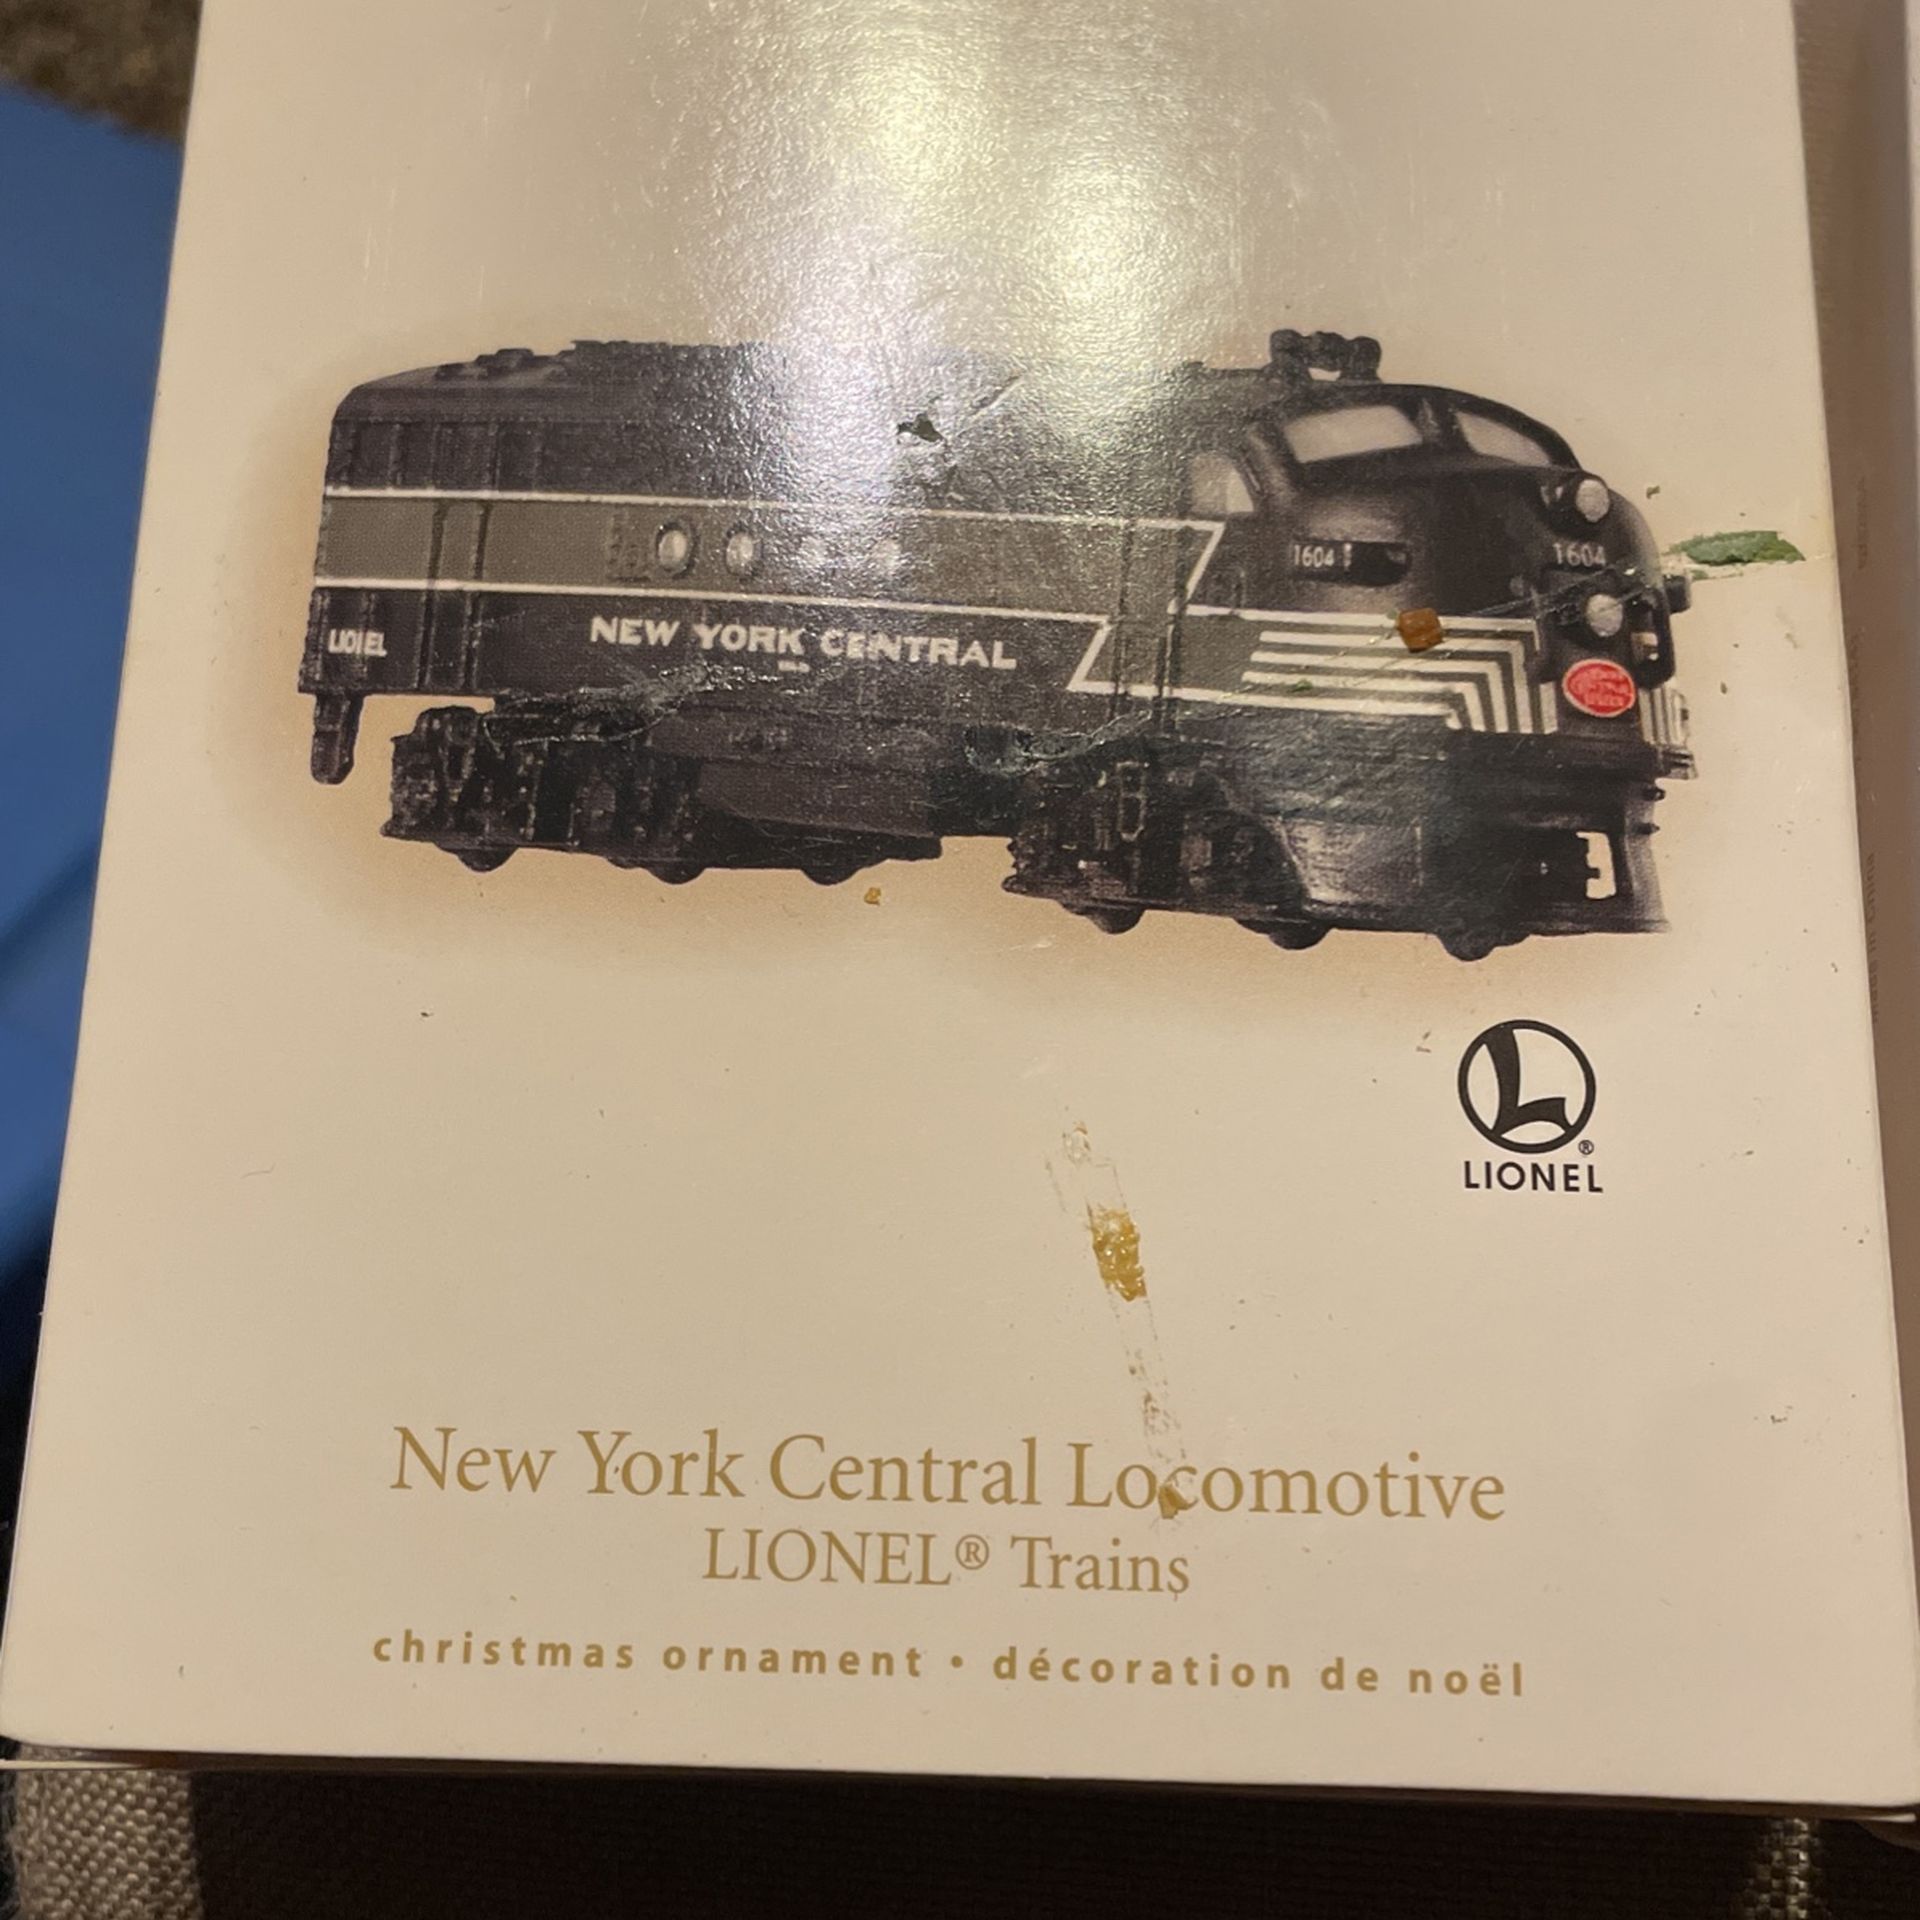 1604
1604
LIONEL
NEW YORK CENTRAL
L
®
LIONEL
New York Central Locomotive
LIONEL® Trains
christmas ornament • décoration de noël